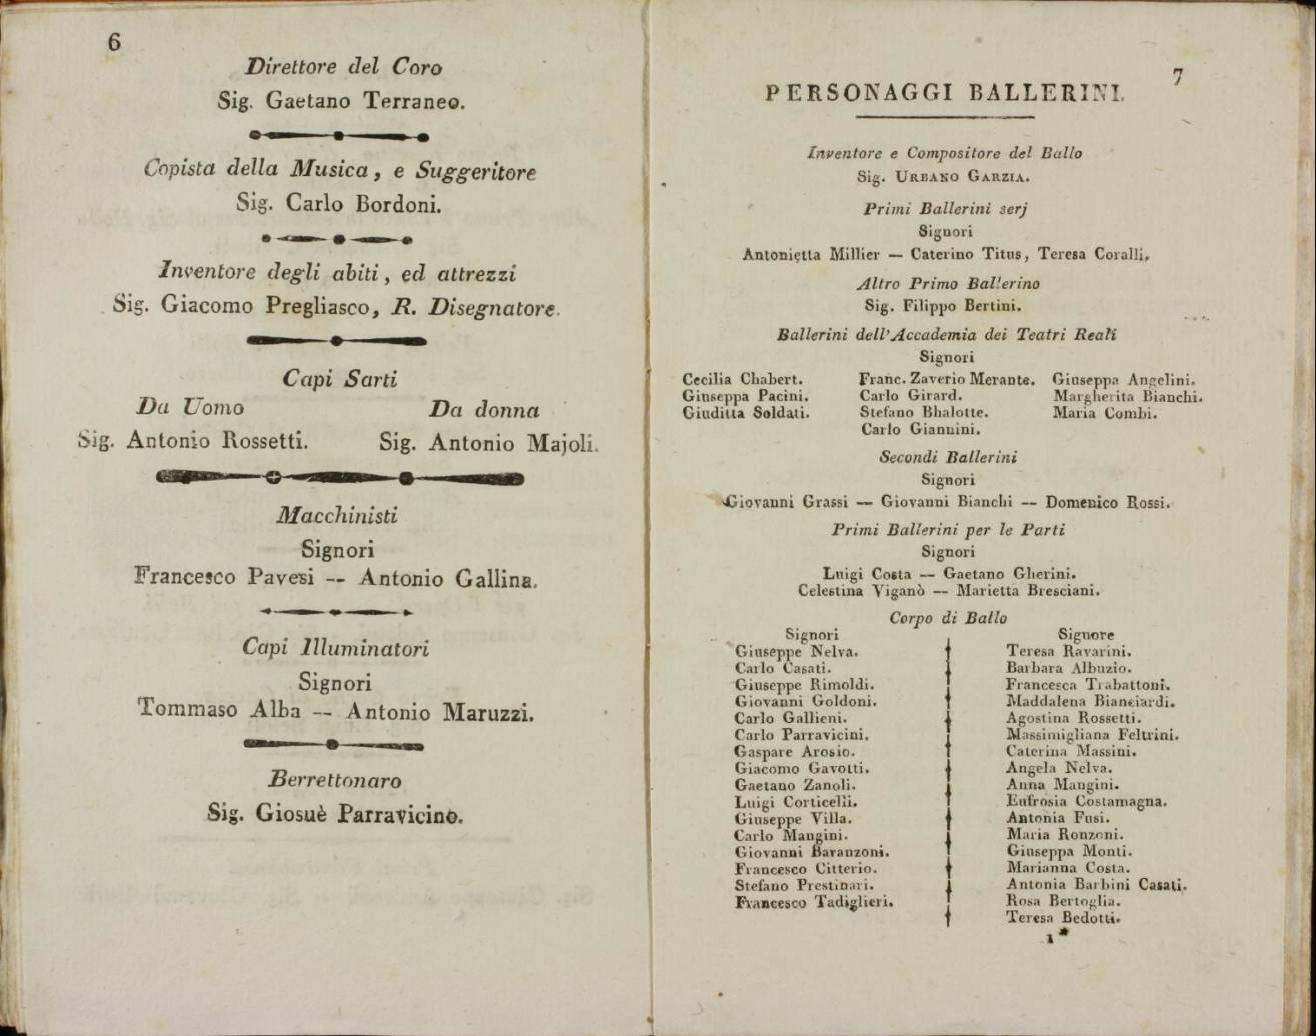 6
Direttore del Coro
Sig. Gaetano Terraneo.
Copista della Musica, e Suggeritore
Sig. Carlo Bordoni.
Inventore degli abiti, ed attrezzi
Sig. Giacomo Pregliasco, R. Disegnatore.
Capi Sarti
Da Uomo
Sig. Antonio Rossetti.
Da donna
Sig. Antonio Majoli.
Macchinisti
Signori
Francesco Pavesi -- Antonio Gallina.
Capi Illuminatori
Signori
Tommaso Alba -- Antonio Maruzzi.
Berrettonaro
Sig. Giosuè Parravicino.
7
PERSONAGGI BALLERINI.
Inventore e Compositore del Ballo
Sig. URBANO GARZIA.
Primi Ballerini serj
Signori
Antonietta Millier — Caterino Titus, Teresa Coralli.
Altro Primo Ballerino
Sig. Filippo Bertini.
Ballerini dell'Accademia dei Teatri Reali
Signori
Cecilia Chabert.
Giuseppa Pacini.
Giuditta Soldati.
Franc. Zaverio Merante.
Carlo Girard.
Stefano Bhalotte.
Carlo Giannini.
Giuseppa Angelini.
Margherita Bianchi.
Maria Combi.
Secondi Ballerini
Signori
Giovanni Grassi — Giovanni Bianchi — Domenico Rossi.
Primi Ballerini per le Parti
Signori
Luigi Costa — Gaetano Gherini.
Celestina Viganò — Marietta Bresciani.
Corpo di Ballo
Signori
Giuseppe Nelva.
Carlo Casati.
Giuseppe Rimoldi.
Giovanni Goldoni.
Carlo Gallieni.
Carlo Parravicini.
Gaspare Arosio.
Giacomo Gavotti.
Gaetano Zanoli.
Luigi Corticelli.
Giuseppe Villa.
Carlo Mangini.
Giovanni Baranzoni.
Francesco Citterio.
Stefano Prestinari.
Francesco Tadiglieri.
Signore
Teresa Ravarini.
Barbara Albuzio.
Francesca Trabattoni.
Maddalena Bianciardi.
Agostina Rossetti.
Massimigliana Feltrini.
Caterina Massini.
Angela Nelva.
Anna Mangini.
Eufrosia Costamagna.
Antonia Fusi.
Maria Ronzoni.
Giuseppa Monti.
Marianna Costa.
Antonia Barbini Casati.
Rosa Bertoglia.
Teresa Bedotti.
1*